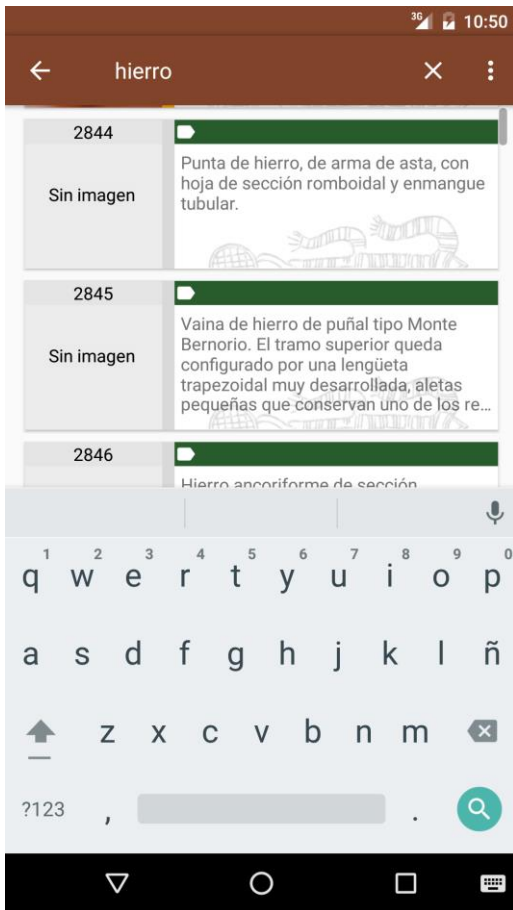 3G 10:50
hierro
2844
Sin imagen
Punta de hierro, de arma de asta, con
hoja de sección romboidal y enmangue
tubular.
2845
Sin imagen
Vaina de hierro de puñal tipo Monte
Bernorio. El tramo superior queda
configurado por una lengüeta
trapezoidal muy desarrollada, aletas
pequeñas que conservan uno de los re...
2846
Hierro ancoriforme de sección
1 2 3 4 5 6 7 8 9 0
q w e r t y u i o p
a s d f g h j k l ñ
z x c v b n m
?123 , .